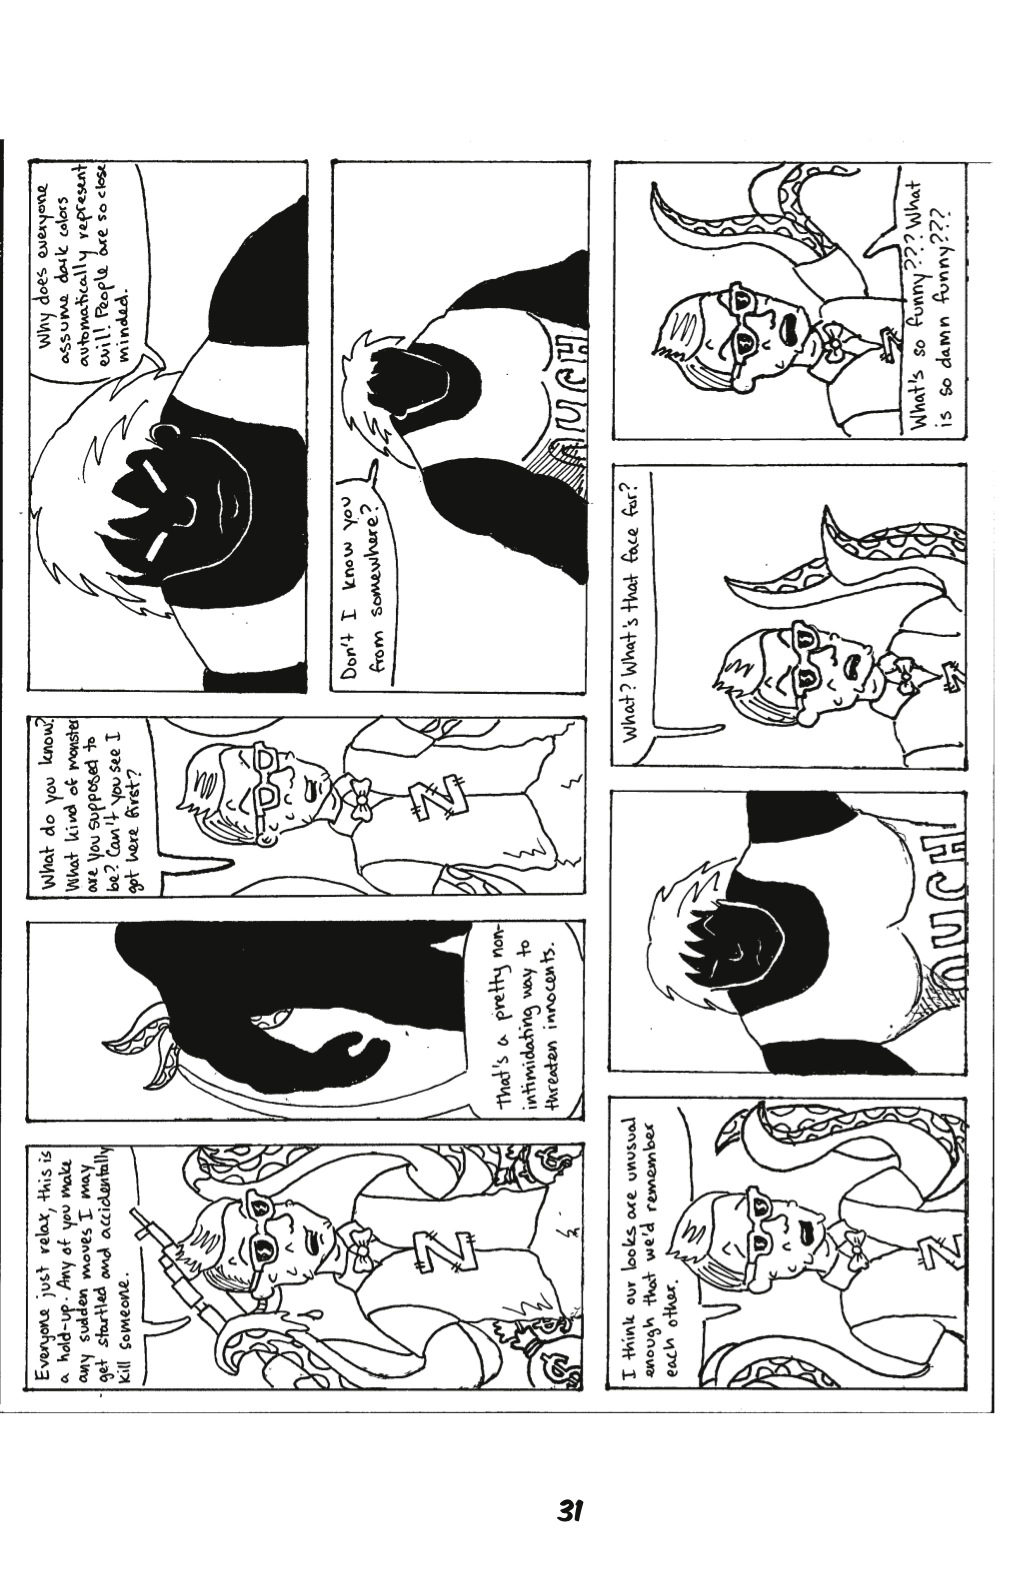 Everyone just relax, this is
a hold-up. Any of you make
any sudden moves I may
get startled and accidentally
kill someone.
N
$
$
That's a pretty non-
intimidating way to
threaten innocents.
What do you know?
What kind of monster
are you supposed to
be? Can't you see I
got here first?
N
Why does everyone
assume dark colors
automatically represent
evil! People are so close
minded.
Don't I know you
from somewhere?
OUCH
I think our looks are unusual
enough that we'd remember
each other.
N
OUCH
What? What's that face for?
N
What's so funny??? What
is so damn funny???
N
31